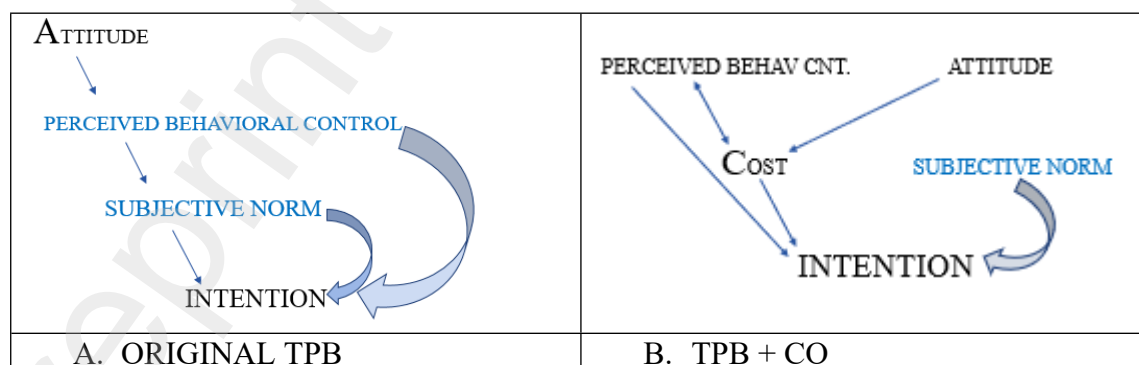 ATTITUDE
PERCEIVED BEHAVIORAL CONTROL
SUBJECTIVE NORM
INTENTION
A. ORIGINAL TPB
PERCEIVED BEHAV CNT.
ATTITUDE
COST
SUBJECTIVE NORM
INTENTION
B. TPB + CO
eprint